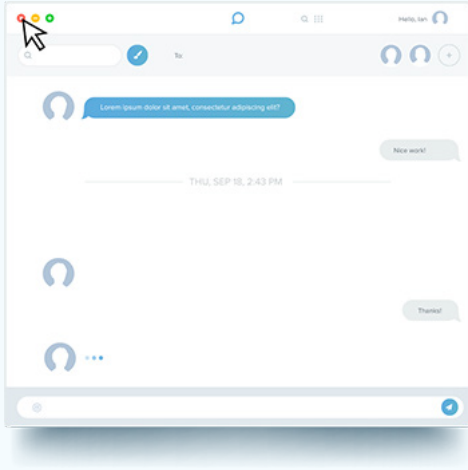 Hello, Ian
To:
Lorem ipsum dolor sit amet, consectetur adipiscing elit?
Nice work!
THU, SEP 18, 2:43 PM
Thanks!